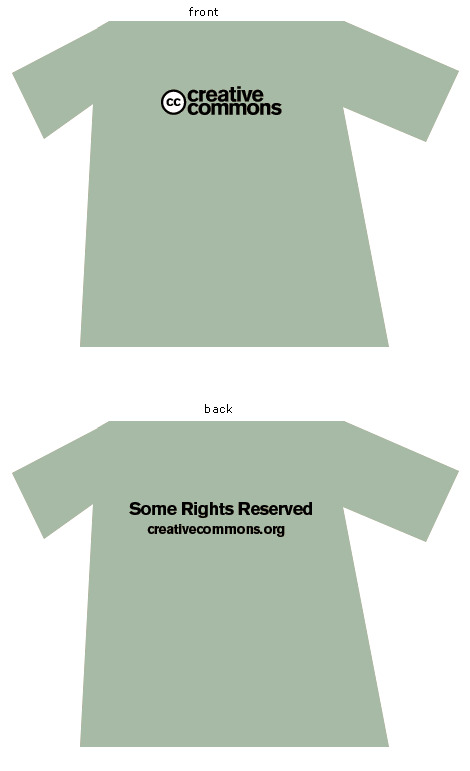 front
cc creative
commons
back
Some Rights Reserved
creativecommons.org